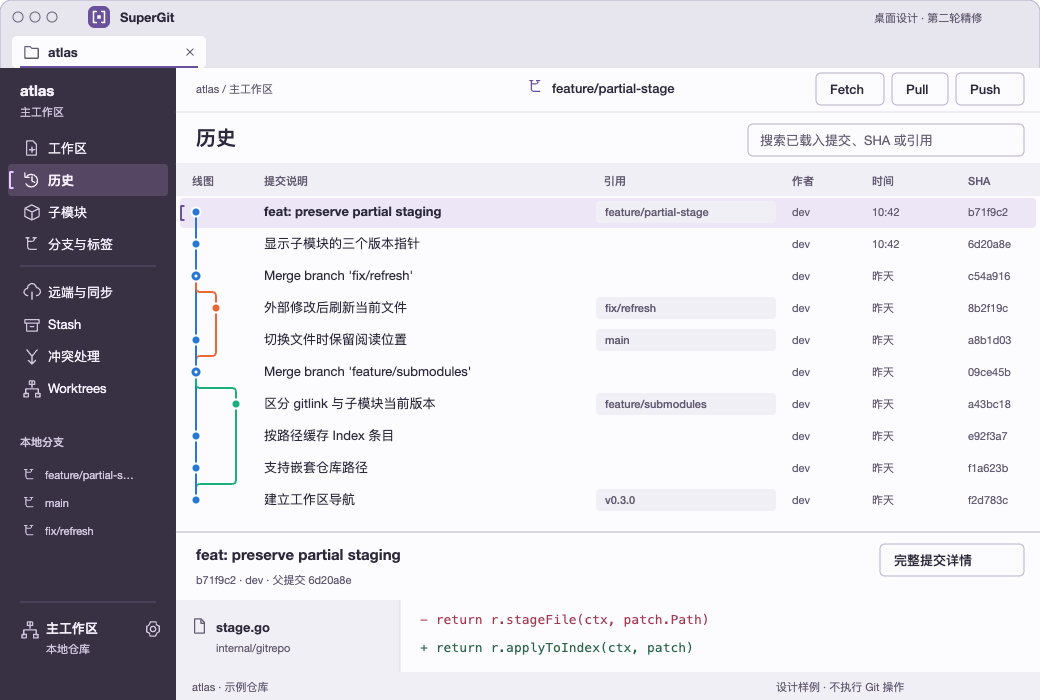 SuperGit
桌面设计 · 第二轮精修
atlas ×
atlas
主工作区
工作区
历史
子模块
分支与标签
远端与同步
Stash
冲突处理
Worktrees
本地分支
feature/partial-s...
main
fix/refresh
主工作区
本地仓库
atlas / 主工作区
feature/partial-stage
Fetch
Pull
Push
历史
搜索已载入提交、SHA 或引用
线图 提交说明 引用 作者 时间 SHA
feat: preserve partial staging feature/partial-stage dev 10:42 b71f9c2
显示子模块的三个版本指针 dev 10:42 6d20a8e
Merge branch 'fix/refresh' dev 昨天 c54a916
外部修改后刷新当前文件 fix/refresh dev 昨天 8b2f19c
切换文件时保留阅读位置 main dev 昨天 a8b1d03
Merge branch 'feature/submodules' dev 昨天 09ce45b
区分 gitlink 与子模块当前版本 feature/submodules dev 昨天 a43bc18
按路径缓存 Index 条目 dev 昨天 e92f3a7
支持嵌套仓库路径 dev 昨天 f1a623b
建立工作区导航 v0.3.0 dev 昨天 f2d783c
feat: preserve partial staging
b71f9c2 · dev · 父提交 6d20a8e
完整提交详情
stage.go
internal/gitrepo
− return r.stageFile(ctx, patch.Path)
+ return r.applyToIndex(ctx, patch)
atlas · 示例仓库
设计样例 · 不执行 Git 操作